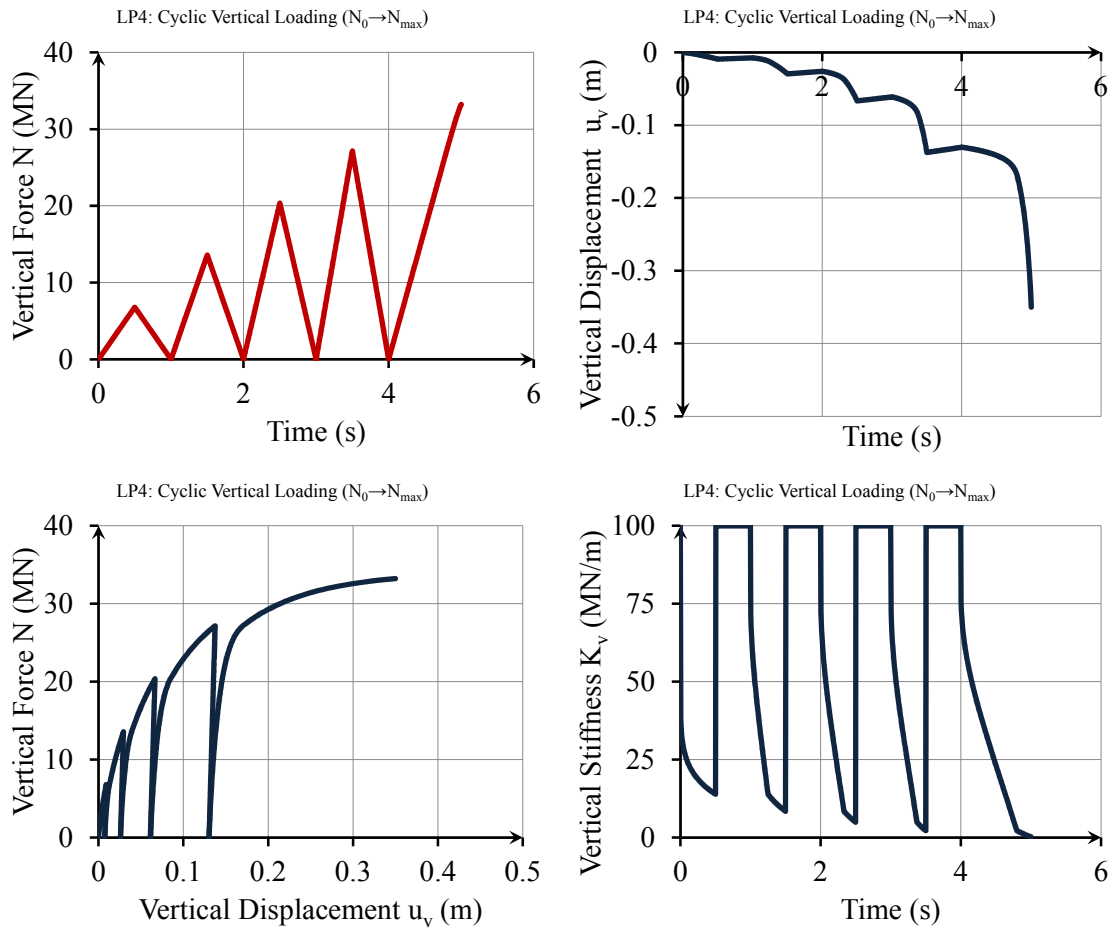 LP4: Cyclic Vertical Loading (N₀→Nₘₐₓ)
Vertical Force N (MN)
40
30
20
10
0
0 2 4 6
Time (s)
LP4: Cyclic Vertical Loading (N₀→Nₘₐₓ)
Vertical Displacement uᵥ (m)
0
-0.1
-0.2
-0.3
-0.4
-0.5
0 2 4 6
Time (s)
LP4: Cyclic Vertical Loading (N₀→Nₘₐₓ)
Vertical Force N (MN)
40
30
20
10
0
0 0.1 0.2 0.3 0.4 0.5
Vertical Displacement uᵥ (m)
LP4: Cyclic Vertical Loading (N₀→Nₘₐₓ)
Vertical Stiffness Kᵥ (MN/m)
100
75
50
25
0
0 2 4 6
Time (s)